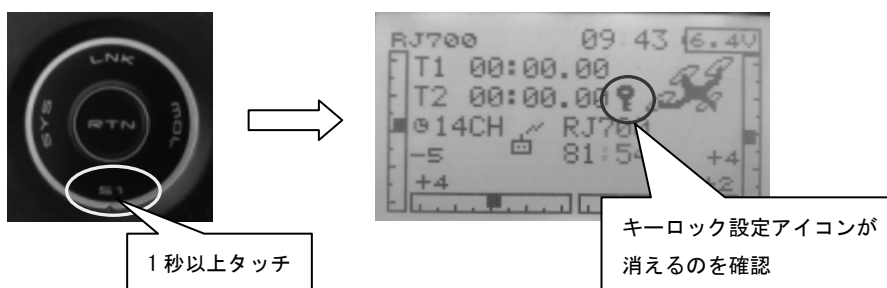 LNK
SYS
RTN
MDL
S1
1秒以上タッチ
RJ700
09:43
6.4V
T1 00:00.00
T2 00:00.00
14CH
RJ70
81:5
-5
+4
+4
+2
キーロック設定アイコンが
消えるのを確認